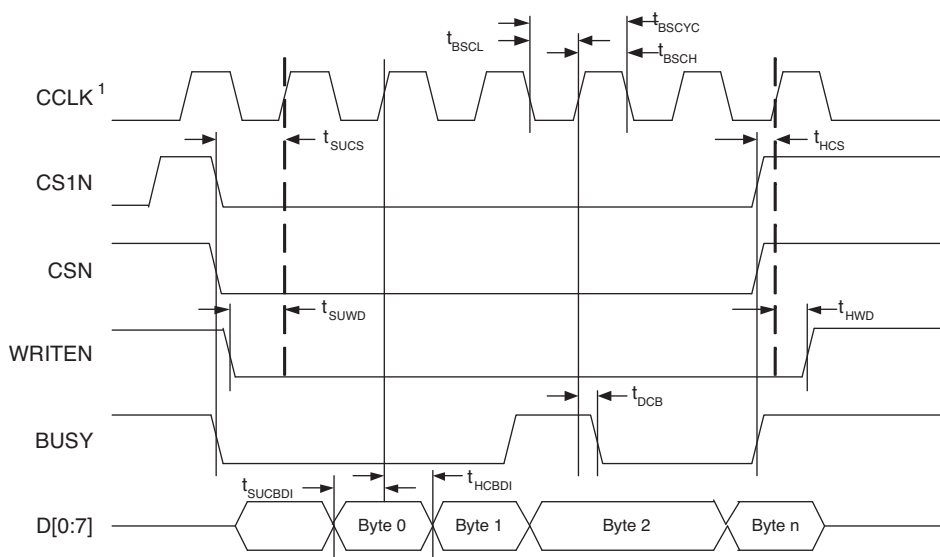 t_BSCYC
t_BSCL
t_BSCH
CCLK 1
t_SUCS
t_HCS
CS1N
CSN
t_SUWD
t_HWD
WRITEN
t_DCB
BUSY
t_SUCBDI
t_HCBDI
D[0:7]
Byte 0
Byte 1
Byte 2
Byte n